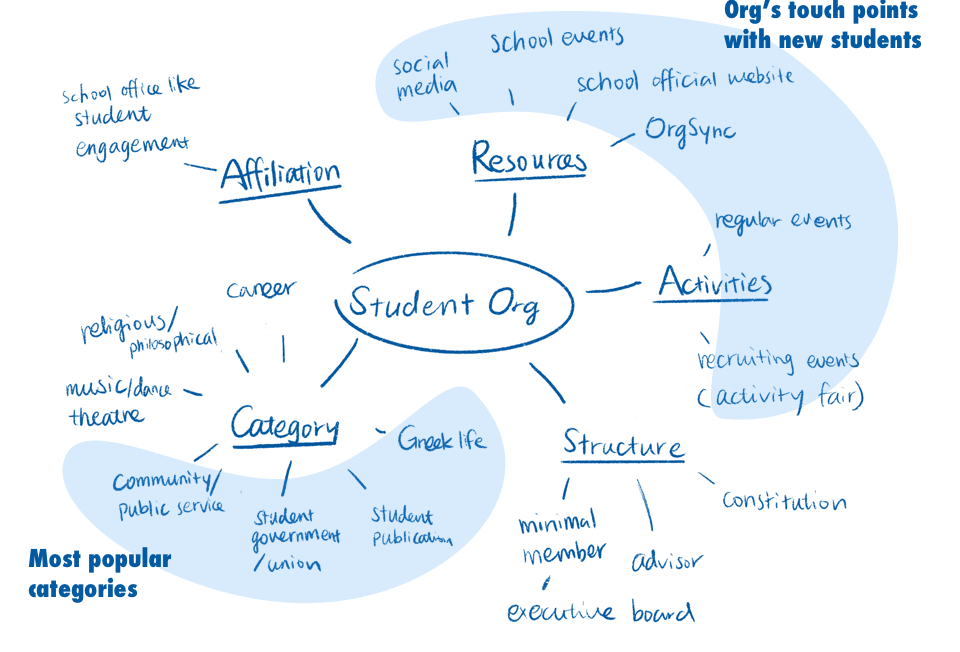 Org's touch points
with new students
school events
social
media
school official website
OrgSync
Resources
school office like
student
engagement
Affiliation
regular events
Activities
recruiting events
(activity fair)
Student Org
career
religious/
philosophical
music/dance
theatre
Category
Greek life
Community/
public service
student
government
/union
student
publication
Most popular
categories
Structure
constitution
minimal
member
advisor
executive board